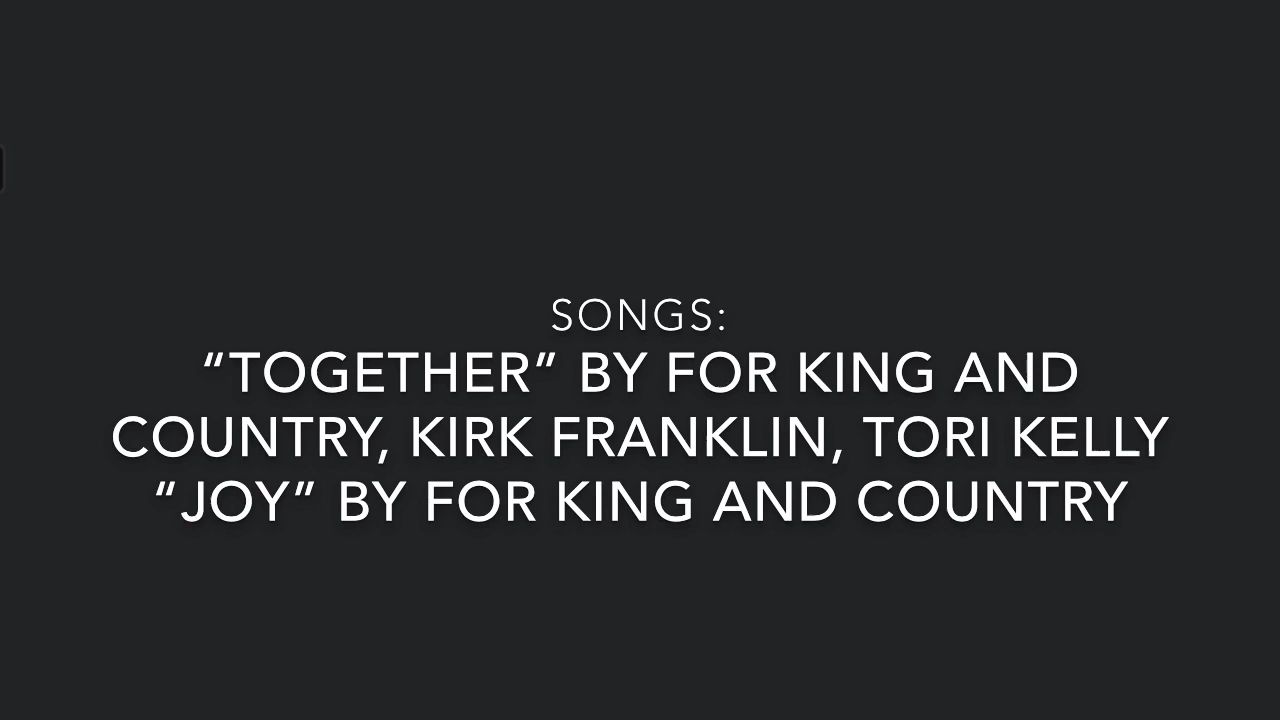 SONGS:
“TOGETHER” BY FOR KING AND
COUNTRY, KIRK FRANKLIN, TORI KELLY
“JOY” BY FOR KING AND COUNTRY